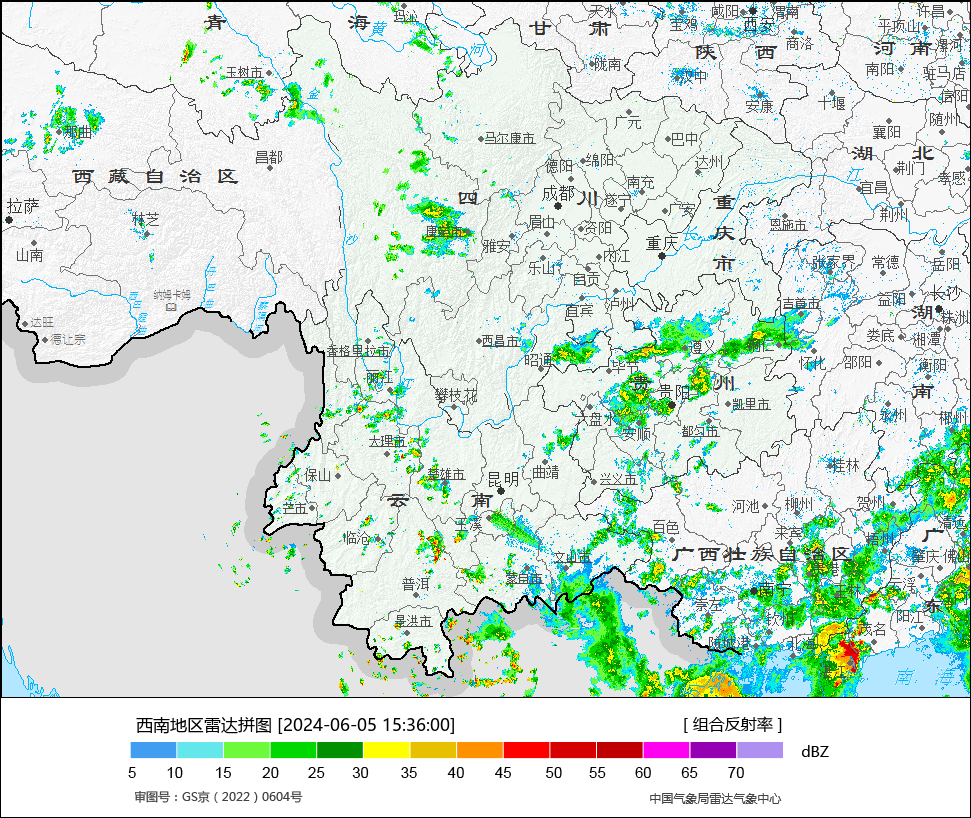 青 海
甘 肃
陕 西
河 南
玛沁
黄
河
天水
宝鸡
咸阳
西安
渭南
商洛
许昌
平顶山
漯河
南阳
驻马店
信阳
玉树市
金
陇南
汉中
安康
十堰
随州
襄阳
湖 北
那曲
昌都
马尔康市
广元
巴中
绵阳
德阳
达州
荆门
孝感
西 藏 自 治 区
四 川
成都
南充
遂宁
广安
重 庆 市
江
宜昌
荆州
恩施市
拉萨
林芝
康定市
雅安
眉山
资阳
重庆
长
山南
乐山
内江
自贡
张家界
常德
岳阳
纳姆卡姆
泸州
宜宾
吉首市
益阳
长沙
湖 南
株洲
湘潭
娄底
达旺
德让宗
香格里拉市
西昌市
昭通
遵义
铜仁
毕节
怀化
邵阳
衡阳
丽江
攀枝花
贵 州
贵阳
凯里市
六盘水
安顺
都匀市
永州
郴州
大理市
保山
楚雄市
昆明
曲靖
兴义市
桂林
芒市
云 南
玉溪
临沧
河池
柳州
贺州
百色
来宾
清远
广 东
广西壮族自治区
文山市
蒙自市
梧州
肇庆
佛山
普洱
贵港
云浮
南宁
崇左
景洪市
钦州
防城港
北海
茂名
阳江
南 海
西南地区雷达拼图 [2024-06-05 15:36:00]
[ 组合反射率 ]
dBZ
5 10 15 20 25 30 35 40 45 50 55 60 65 70
审图号：GS京（2022）0604号
中国气象局雷达气象中心